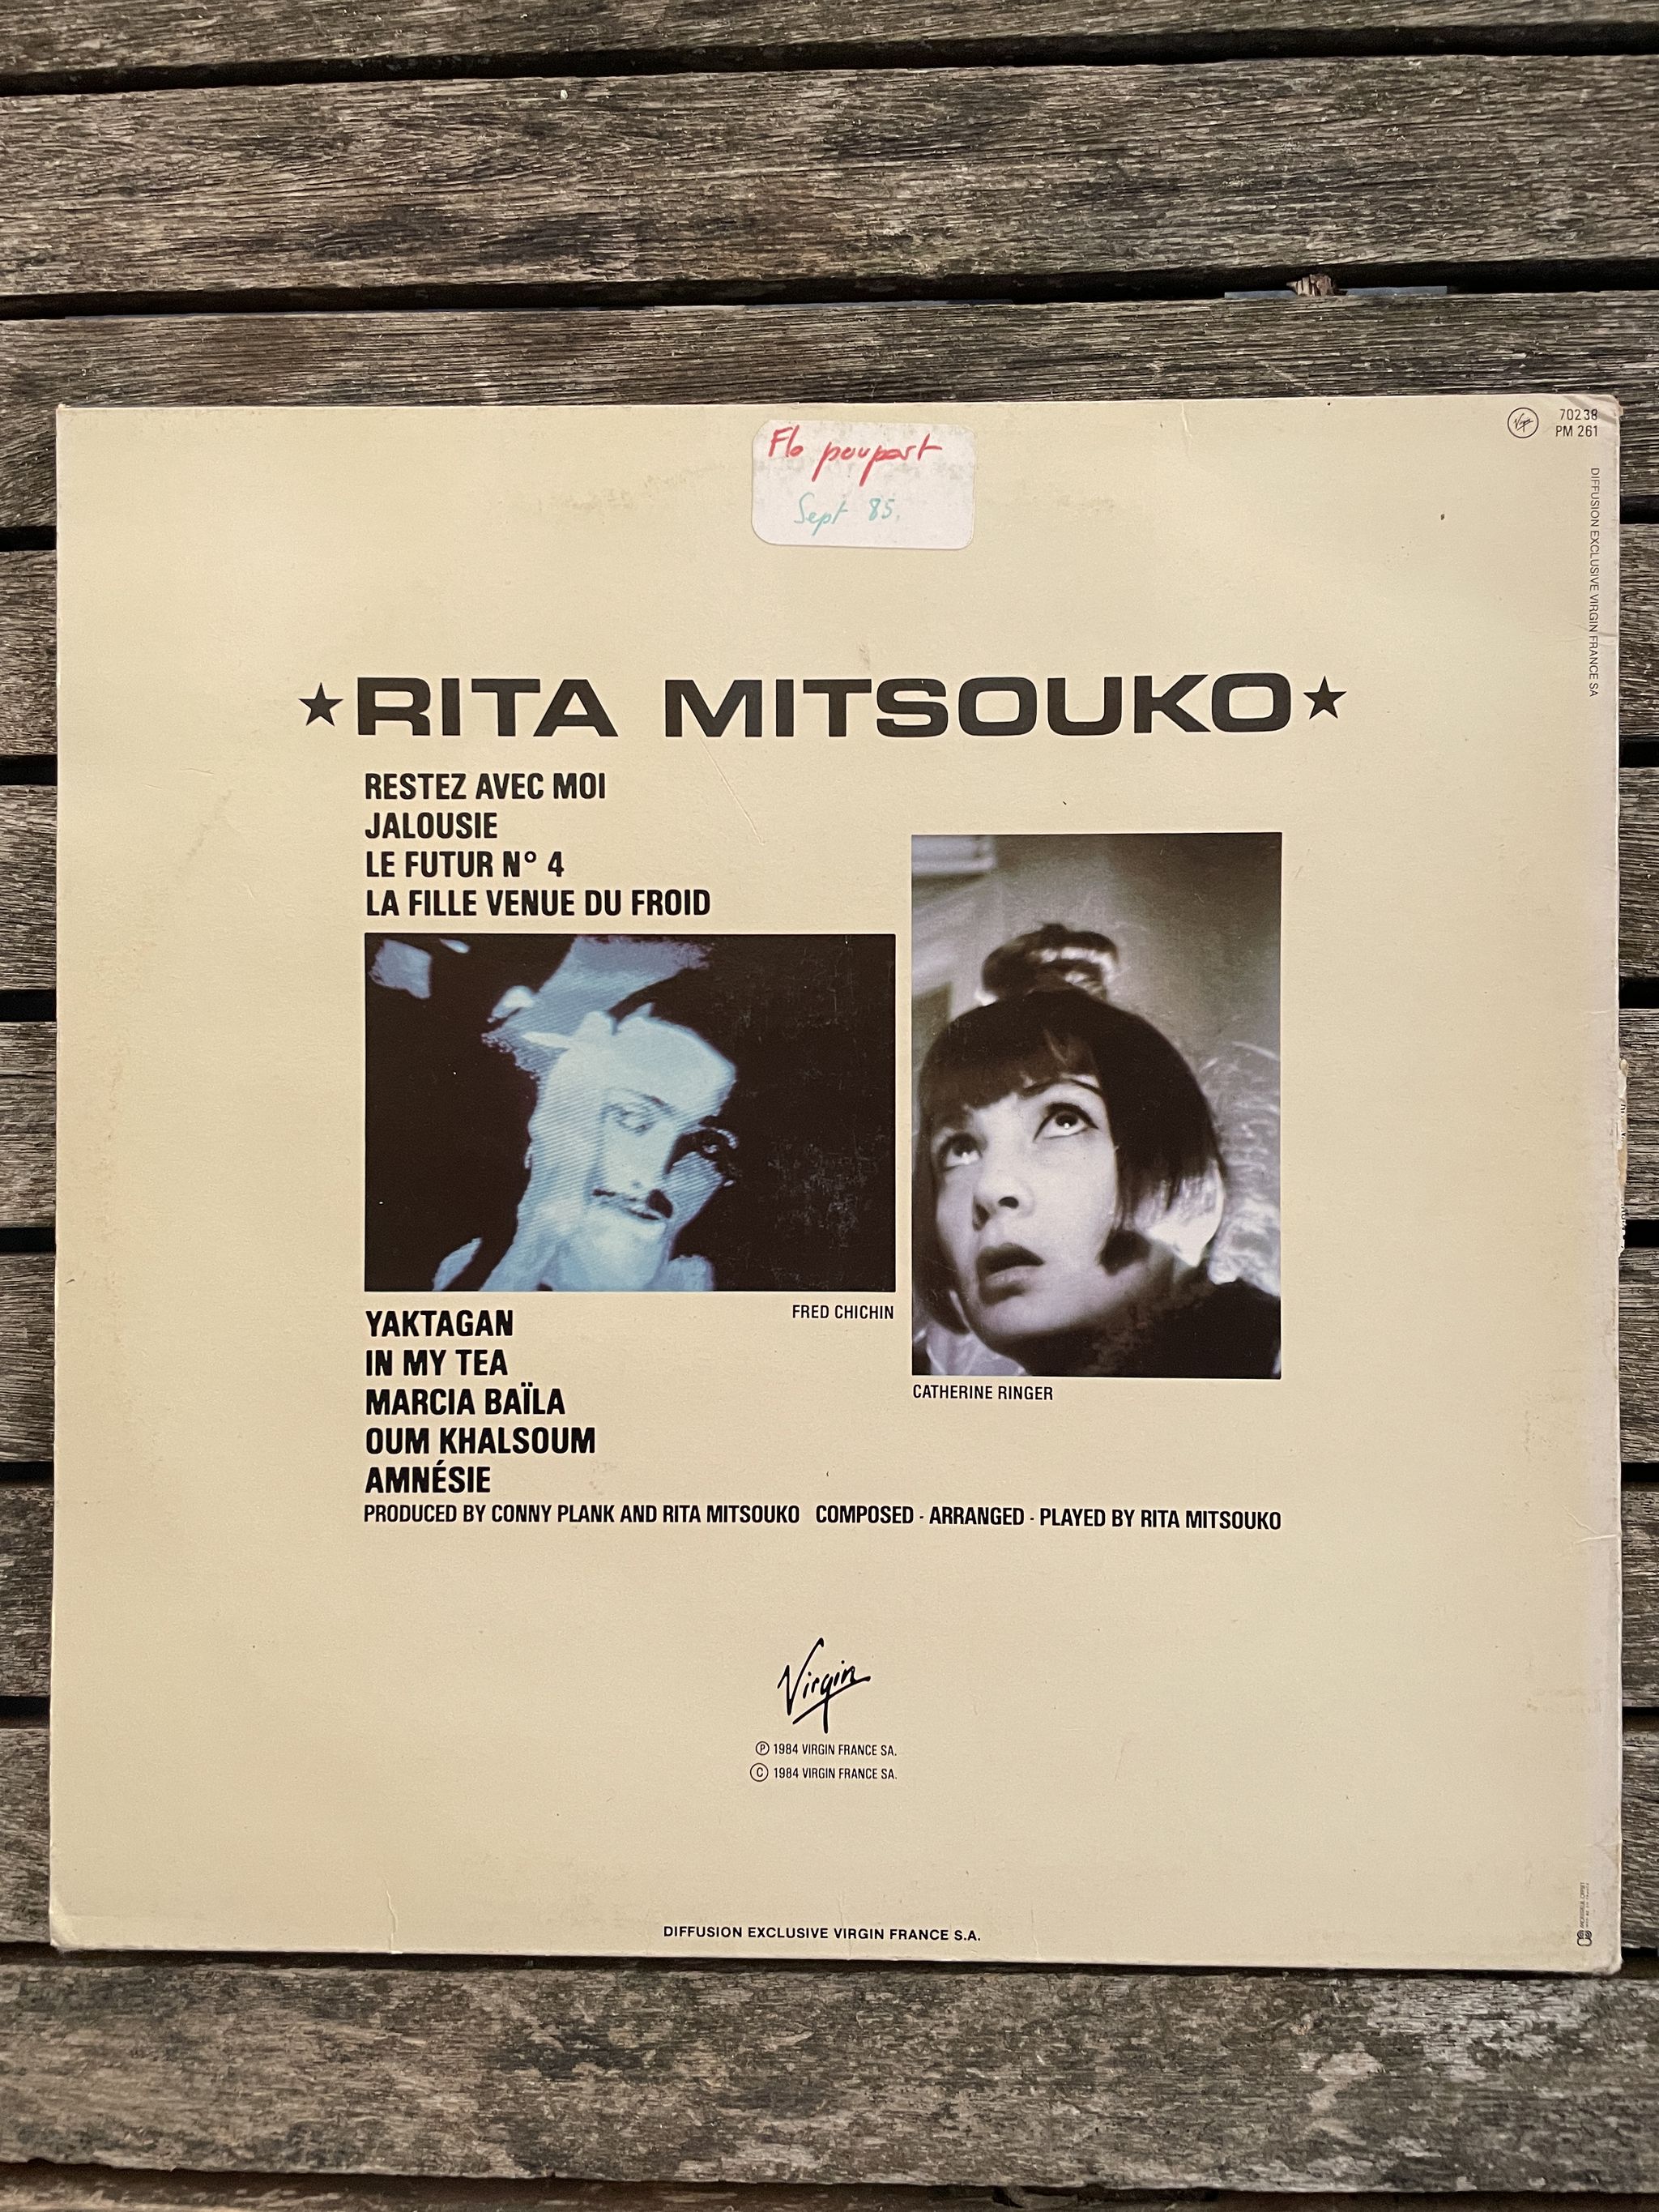 Flo poupart
Sept 85.
Virgin
70238
PM 261
DIFFUSION EXCLUSIVE VIRGIN FRANCE SA
★RITA MITSOUKO★
RESTEZ AVEC MOI
JALOUSIE
LE FUTUR N° 4
LA FILLE VENUE DU FROID
FRED CHICHIN
CATHERINE RINGER
YAKTAGAN
IN MY TEA
MARCIA BAÏLA
OUM KHALSOUM
AMNÉSIE
PRODUCED BY CONNY PLANK AND RITA MITSOUKO COMPOSED · ARRANGED · PLAYED BY RITA MITSOUKO
Virgin
Ⓟ 1984 VIRGIN FRANCE SA.
© 1984 VIRGIN FRANCE SA.
DIFFUSION EXCLUSIVE VIRGIN FRANCE S.A.